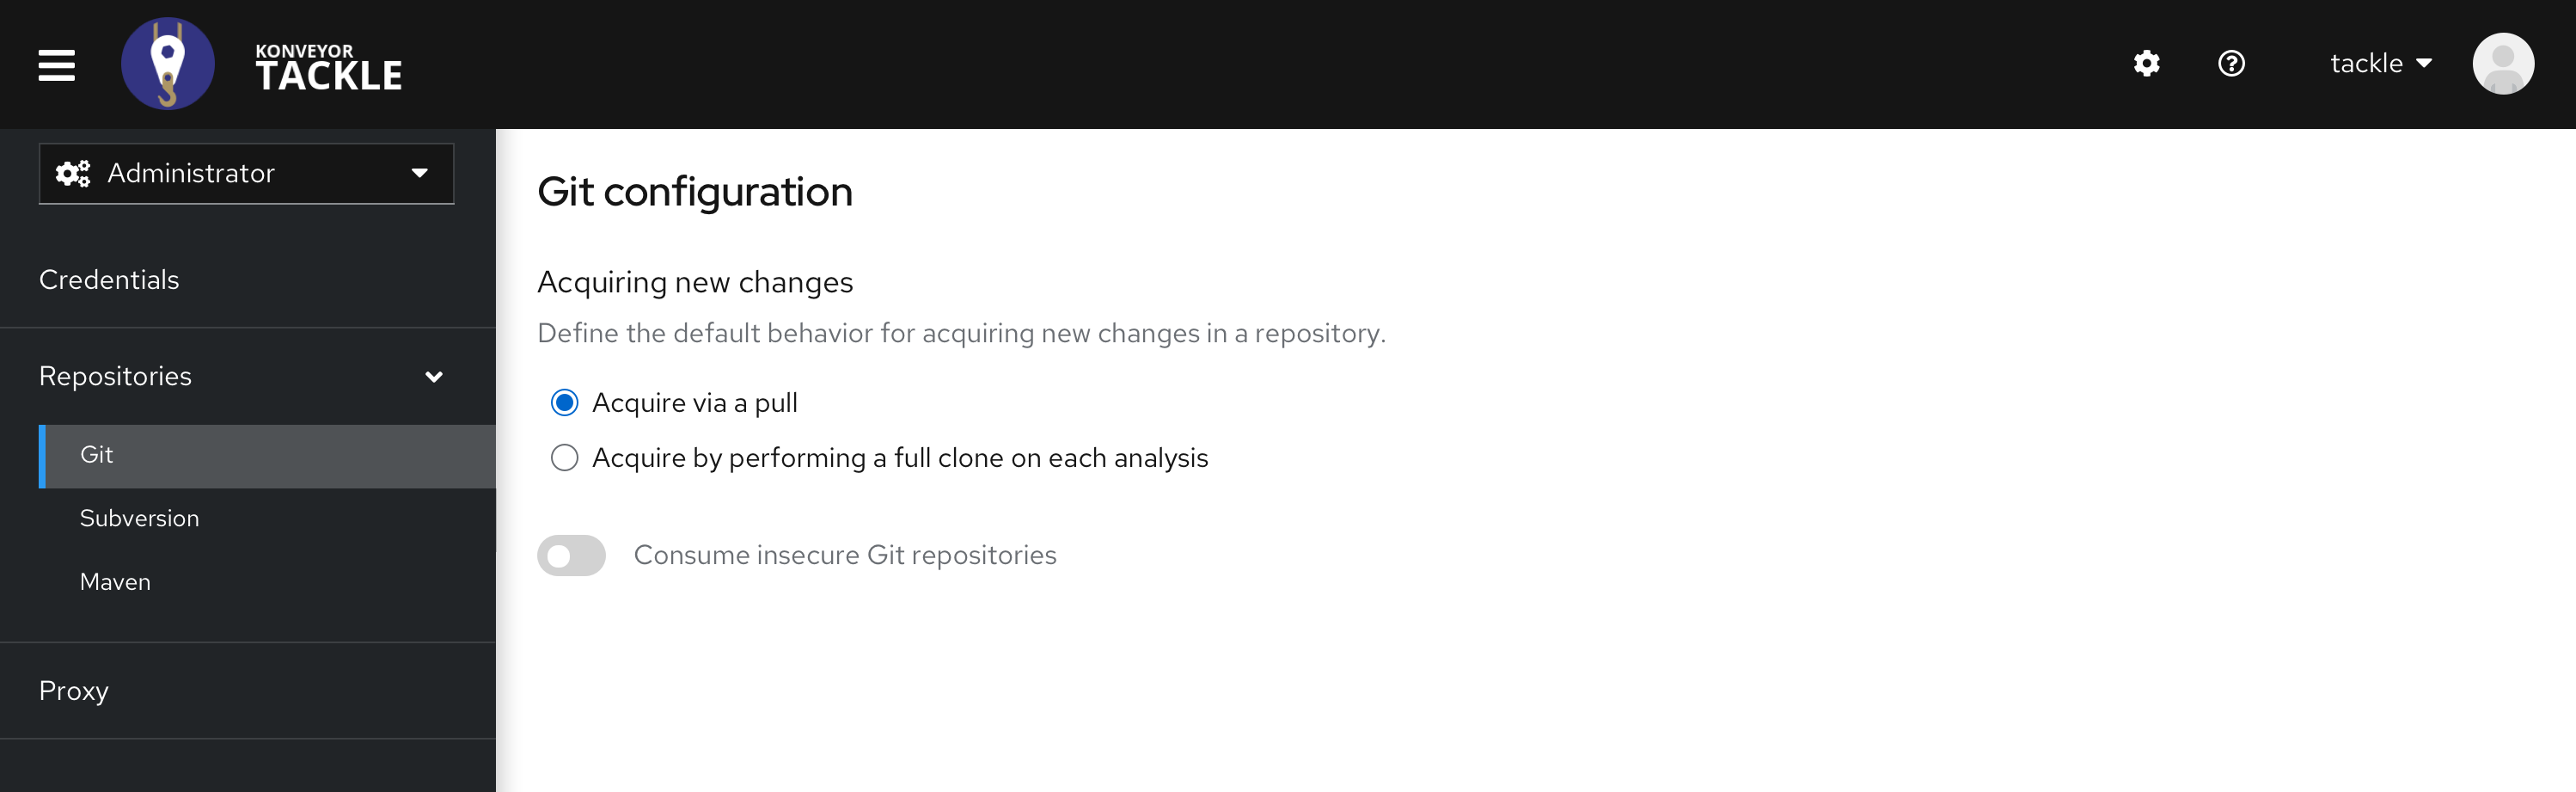 KONVEYOR
TACKLE
tackle
Administrator
Credentials
Repositories
Git
Subversion
Maven
Proxy
Git configuration
Acquiring new changes
Define the default behavior for acquiring new changes in a repository.
Acquire via a pull
Acquire by performing a full clone on each analysis
Consume insecure Git repositories